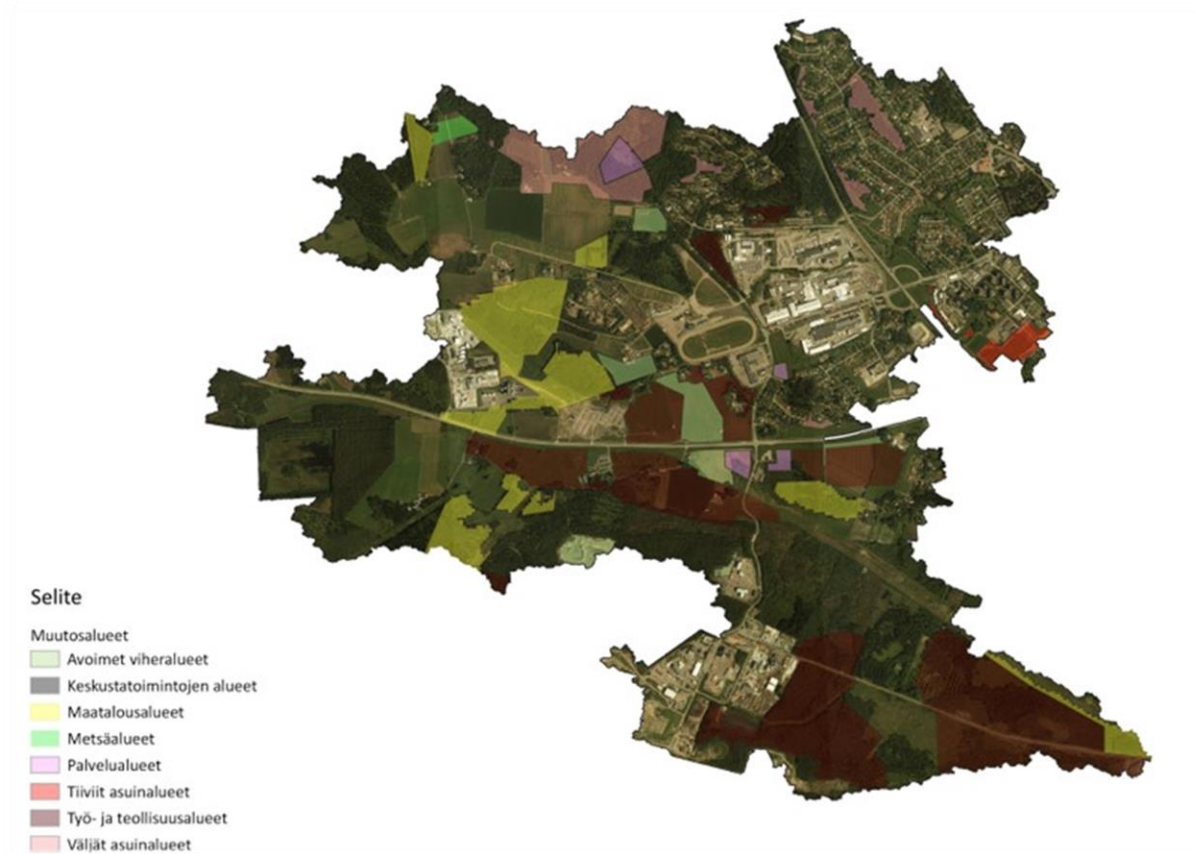 Selite
Muutosalueet
Avoimet viheralueet
Keskustatoimintojen alueet
Maatalousalueet
Metsäalueet
Palvelualueet
Tiiviit asuinalueet
Työ- ja teollisuusalueet
Väljät asuinalueet